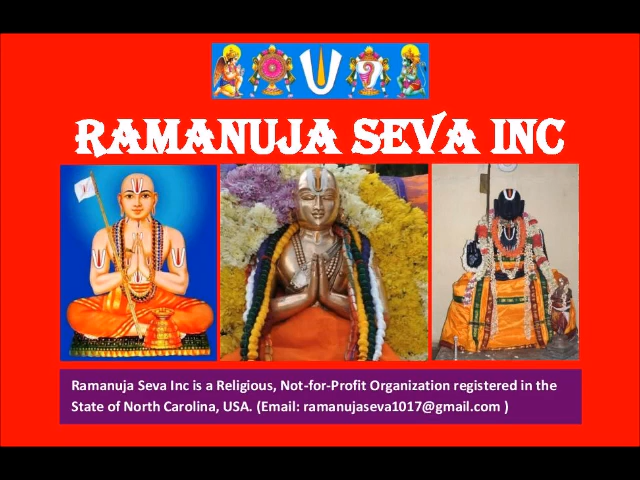 RAMANUJA SEVA INC
Ramanuja Seva Inc is a Religious, Not-for-Profit Organization registered in the
State of North Carolina, USA. (Email: ramanujaseva1017@gmail.com )